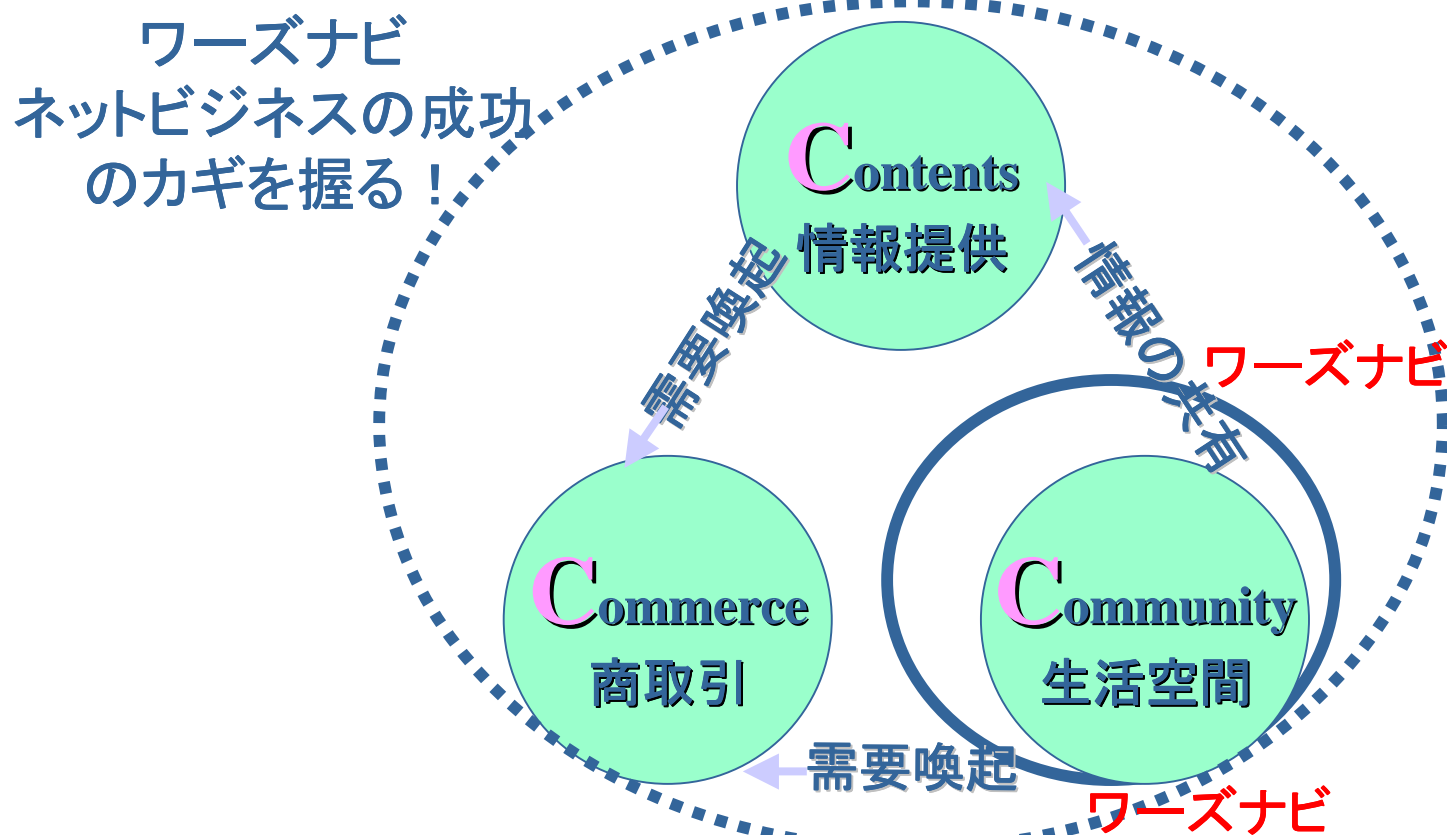 ワーズナビ
ネットビジネスの成功
のカギを握る！
Contents
情報提供
需要喚起
情報の共有
ワーズナビ
Commerce
商取引
Community
生活空間
需要喚起
ワーズナビ